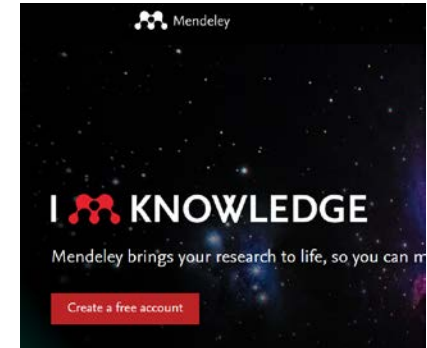 Mendeley
I KNOWLEDGE
Mendeley brings your research to life, so you can
Create a free account